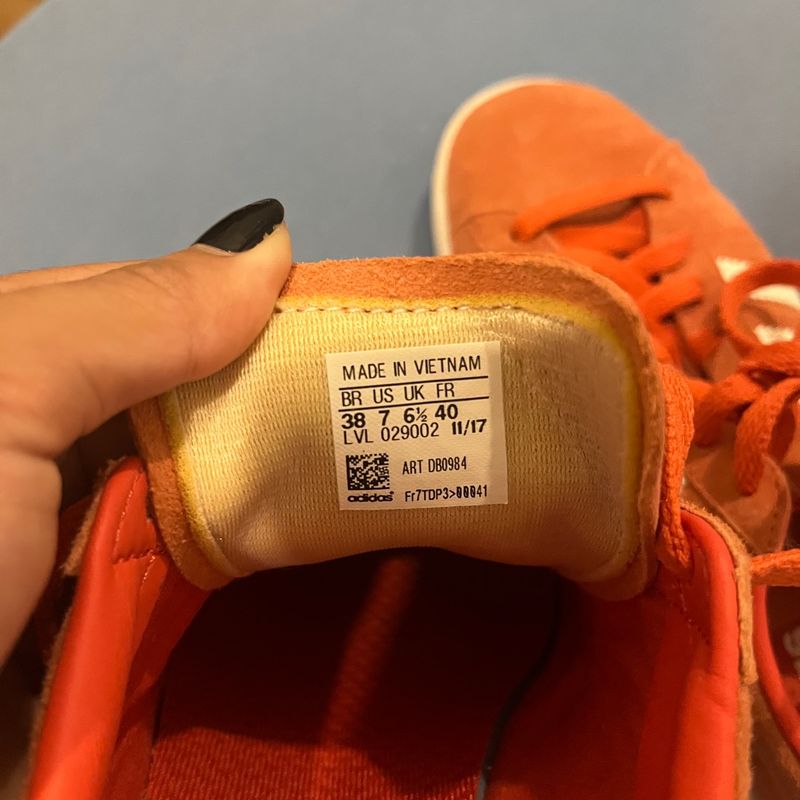 MADE IN VIETNAM
BR US UK FR
38 7 6½ 40
LVL 029002 11/17
ART DB0984
adidas® Fr7TDP3>00041